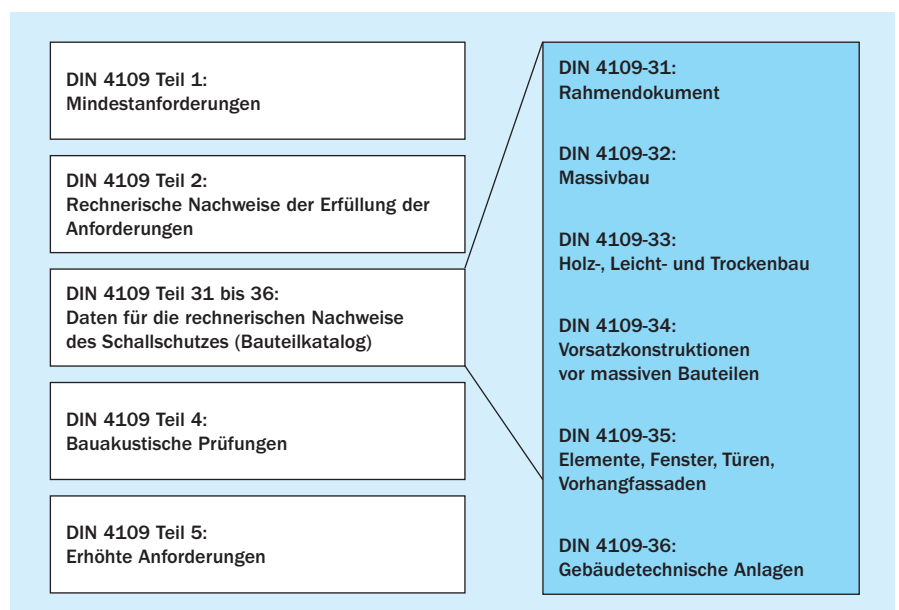 DIN 4109 Teil 1:
Mindestanforderungen
DIN 4109 Teil 2:
Rechnerische Nachweise der Erfüllung der
Anforderungen
DIN 4109 Teil 31 bis 36:
Daten für die rechnerischen Nachweise
des Schallschutzes (Bauteilkatalog)
DIN 4109 Teil 4:
Bauakustische Prüfungen
DIN 4109 Teil 5:
Erhöhte Anforderungen
DIN 4109-31:
Rahmendokument
DIN 4109-32:
Massivbau
DIN 4109-33:
Holz-, Leicht- und Trockenbau
DIN 4109-34:
Vorsatzkonstruktionen
vor massiven Bauteilen
DIN 4109-35:
Elemente, Fenster, Türen,
Vorhangfassaden
DIN 4109-36:
Gebäudetechnische Anlagen